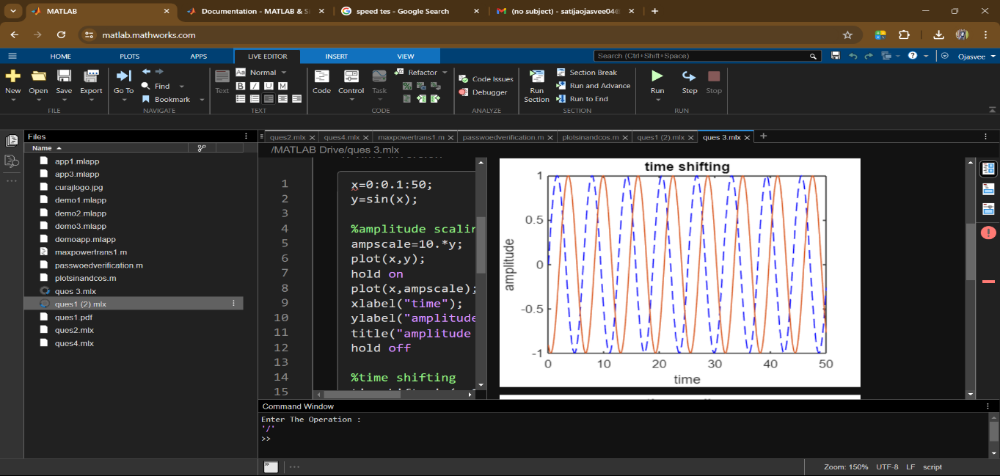 MATLAB
Documentation - MATLAB & Si
speed tes - Google Search
(no subject) - satijaojasvee04@
matlab.mathworks.com
HOME PLOTS APPS LIVE EDITOR INSERT VIEW
Search (Ctrl+Shift+Space)
Ojasvee
New Open Save Export
FILE
Go To
Find
Bookmark
NAVIGATE
Text
Aa Normal
B I U M
TEXT
Code Control Task
Refactor
CODE
Code Issues
Debugger
ANALYZE
Run Section
Section Break
Run and Advance
Run to End
SECTION
Run Step Stop
RUN
Files
Name
app1.mlapp
app3.mlapp
curajlogo.jpg
demo1.mlapp
demo2.mlapp
demo3.mlapp
demoapp.mlapp
maxpowertrans1.m
passwoedverification.m
plotsinandcos.m
ques 3.mlx
ques1 (2).mlx
ques1.pdf
ques2.mlx
ques4.mlx
ques2.mlx ques4.mlx maxpowertrans1.m passwoedverification.m plotsinandcos.m ques1 (2).mlx ques 3.mlx
/MATLAB Drive/ques 3.mlx
1 x=0:0.1:50;
2 y=sin(x);
3
4 %amplitude scalin
5 ampscale=10.*y;
6 plot(x,y);
7 hold on
8 plot(x,ampscale);
9 xlabel("time");
10 ylabel("amplitude
11 title("amplitude
12 hold off
13
14 %time shifting
15
time shifting
1
0.5
0
-0.5
-1
amplitude
0 10 20 30 40 50
time
Command Window
Enter The Operation :
'/'
>>
Zoom: 150% UTF-8 LF script